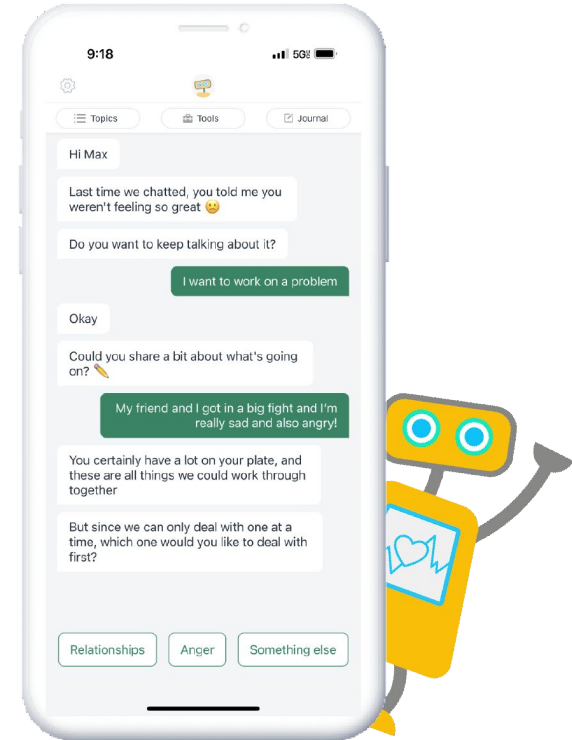 9:18
5G
Topics
Tools
Journal
Hi Max
Last time we chatted, you told me you
weren't feeling so great 😕
Do you want to keep talking about it?
I want to work on a problem
Okay
Could you share a bit about what's going
on? ✏️
My friend and I got in a big fight and I'm
really sad and also angry!
You certainly have a lot on your plate, and
these are all things we could work through
together
But since we can only deal with one at a
time, which one would you like to deal with
first?
Relationships
Anger
Something else